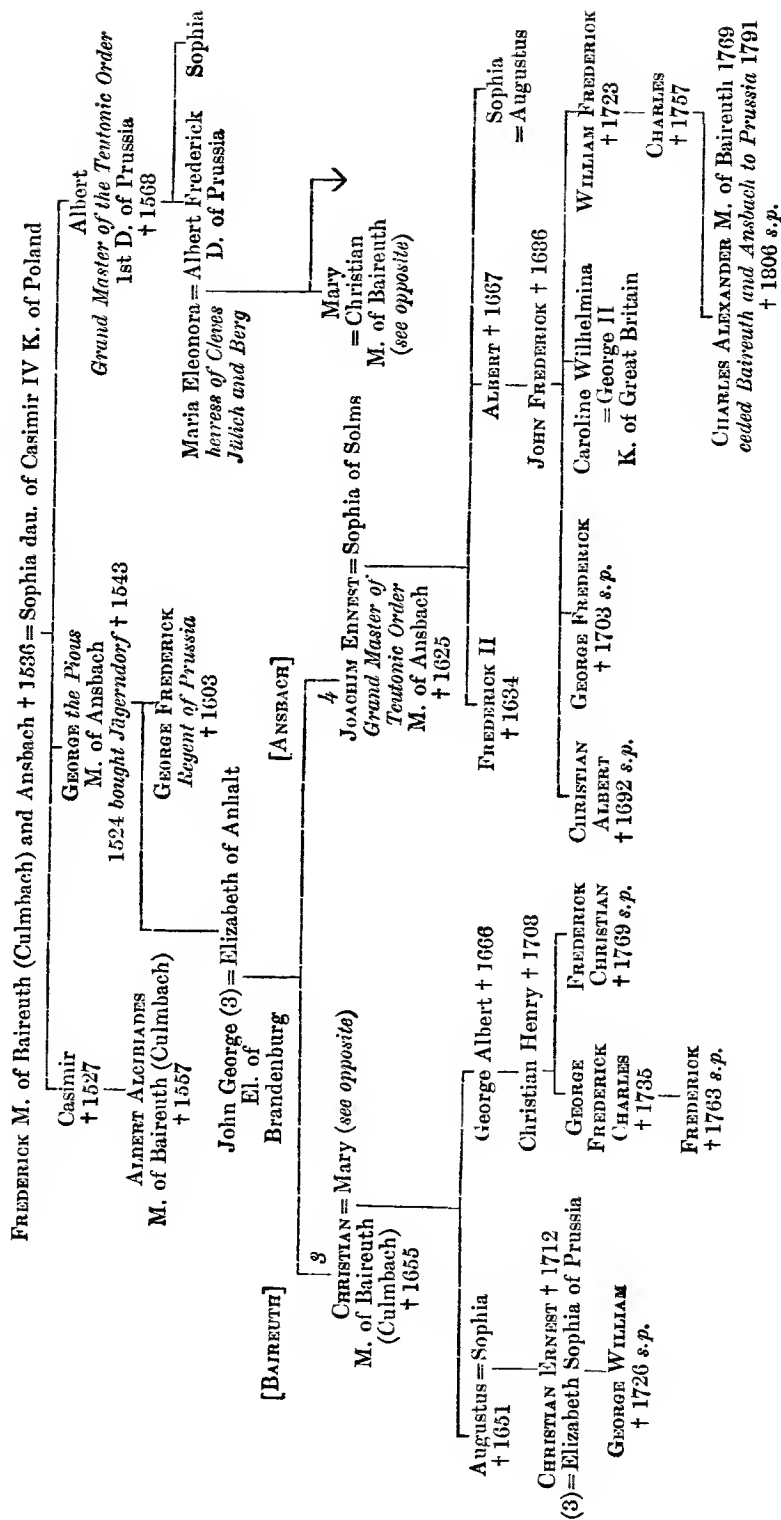 FREDERICK M. of Baireuth (Culmbach) and Ansbach † 1536 = Sophia dau. of Casimir IV K. of Poland
Casimir
† 1527
GEORGE the Pious
M. of Ansbach
1524 bought Jägerndorf † 1543
Albert
Grand Master of the Teutonic Order
1st D. of Prussia
† 1568
ALBERT ALCIBIADES
M. of Baireuth (Culmbach)
† 1557
GEORGE FREDERICK
Regent of Prussia
† 1603
Maria Eleonora = Albert Frederick
heiress of Cleves
Jülich and Berg
D. of Prussia
Sophia
John George (3) = Elizabeth of Anhalt
El. of
Brandenburg
Mary
= Christian
M. of Baireuth
(see opposite)
[BAIREUTH]
[ANSBACH]
3
CHRISTIAN = Mary (see opposite)
M. of Baireuth
(Culmbach)
† 1655
4
JOACHIM ERNEST = Sophia of Solms
Grand Master of
Teutonic Order
M. of Ansbach
† 1625
Augustus = Sophia
† 1651
George Albert † 1666
FREDERICK II
† 1634
ALBERT † 1667
Sophia
= Augustus
CHRISTIAN ERNEST † 1712
(3) = Elizabeth Sophia of Prussia
Christian Henry † 1708
JOHN FREDERICK † 1686
GEORGE WILLIAM
† 1726 s.p.
GEORGE
FREDERICK
CHARLES
† 1735
FREDERICK
CHRISTIAN
† 1769 s.p.
CHRISTIAN
ALBERT
† 1692 s.p.
GEORGE FREDERICK
† 1703 s.p.
Caroline Wilhelmina
= George II
K. of Great Britain
WILLIAM FREDERICK
† 1723
FREDERICK
† 1763 s.p.
CHARLES
† 1757
CHARLES ALEXANDER M. of Baireuth 1769
ceded Baireuth and Ansbach to Prussia 1791
† 1806 s.p.